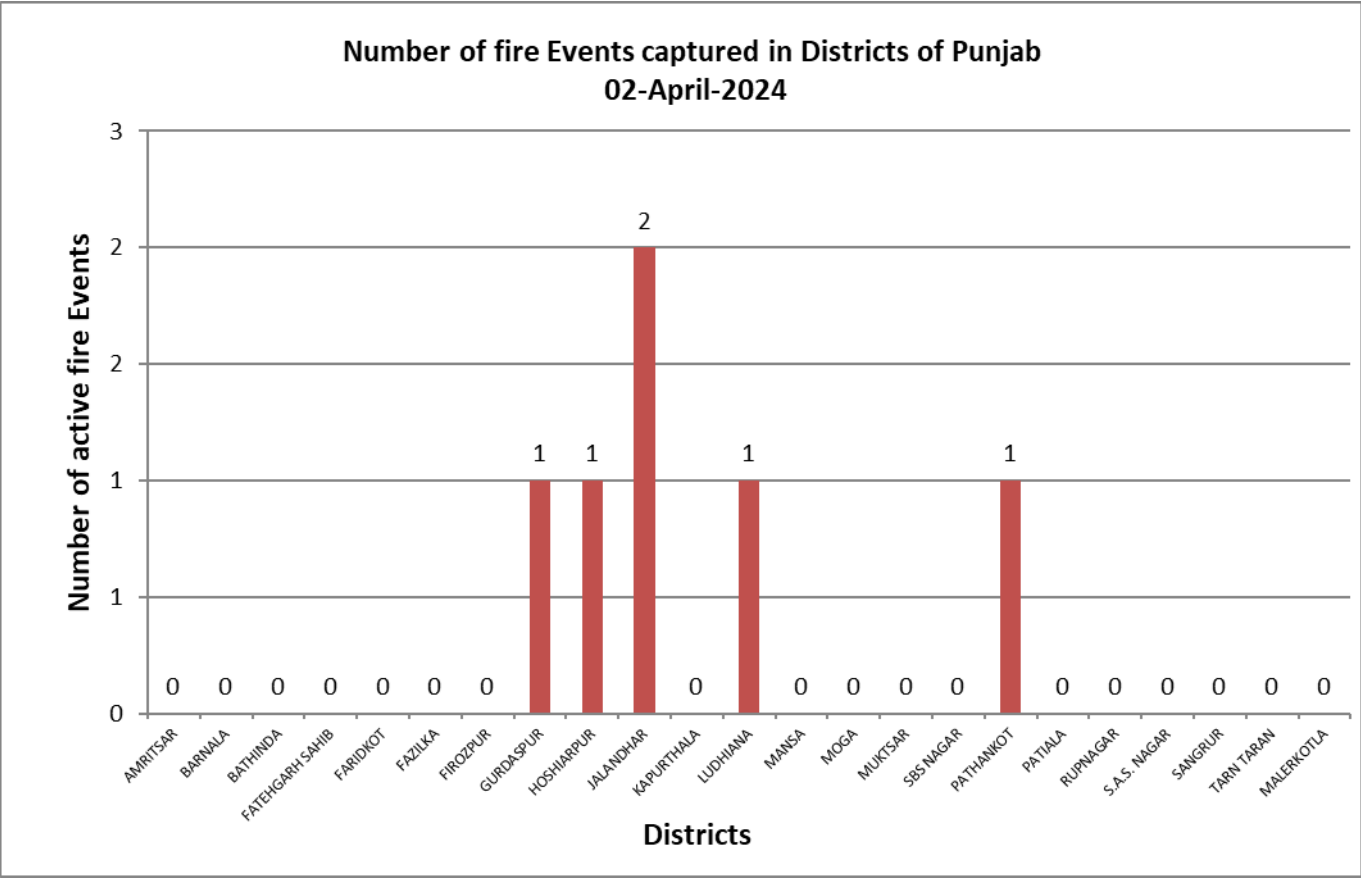 Number of fire Events captured in Districts of Punjab
02-April-2024
Number of active fire Events
3
2
2
1
1
0
0
0
0
0
0
0
0
1
1
2
0
1
0
0
0
0
1
0
0
0
0
0
0
AMRITSAR
BARNALA
BATHINDA
FATEHGARH SAHIB
FARIDKOT
FAZILKA
FIROZPUR
GURDASPUR
HOSHIARPUR
JALANDHAR
KAPURTHALA
LUDHIANA
MANSA
MOGA
MUKTSAR
SBS NAGAR
PATHANKOT
PATIALA
RUPNAGAR
S.A.S. NAGAR
SANGRUR
TARN TARAN
MALERKOTLA
Districts